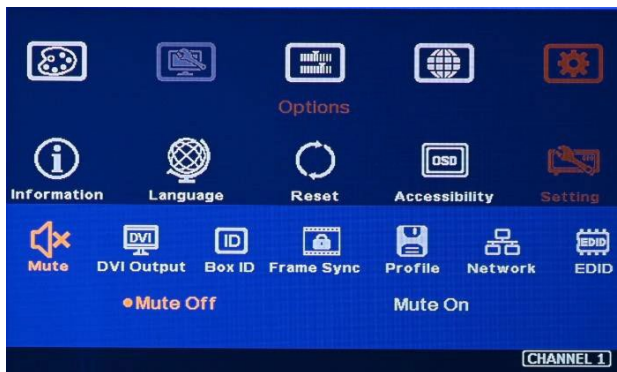 Options
Information Language Reset OSD Accessibility Setting
DVI ID EDID
Mute DVI Output Box ID Frame Sync Profile Network EDID
Mute Off Mute On
CHANNEL 1